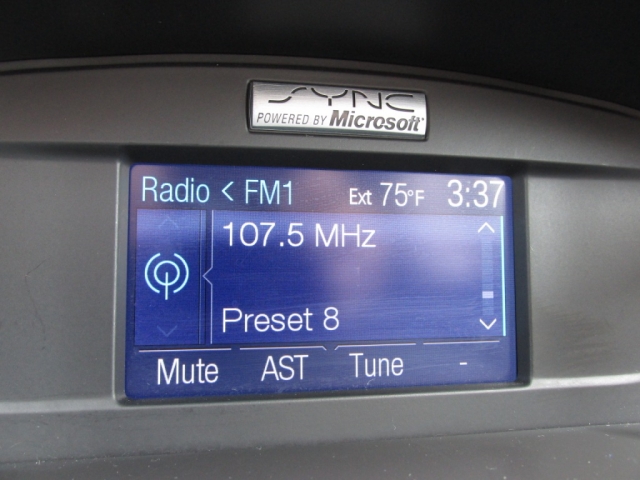 SYNC
POWERED BY Microsoft
Radio < FM1 Ext 75°F 3:37
107.5 MHz
Preset 8
Mute AST Tune -